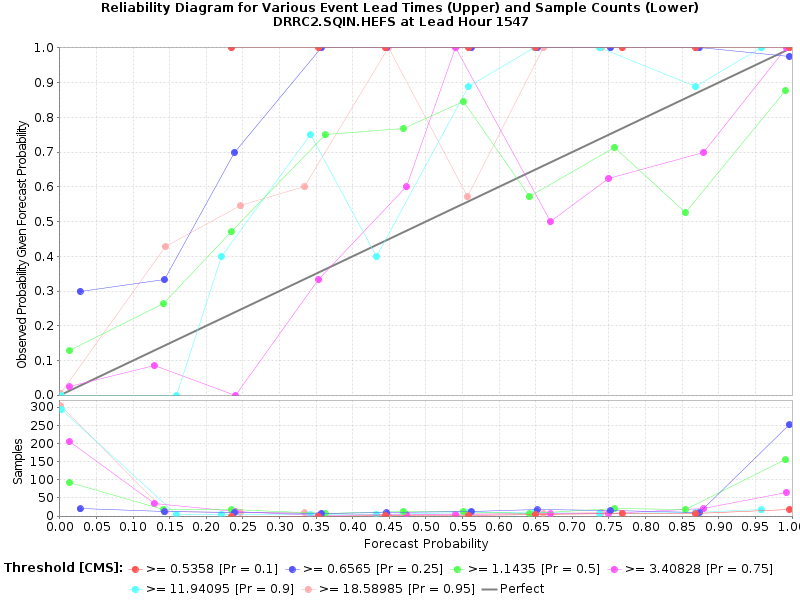 Reliability Diagram for Various Event Lead Times (Upper) and Sample Counts (Lower)
DRRC2.SQIN.HEFS at Lead Hour 1547
Observed Probability Given Forecast Probability
1.0
0.9
0.8
0.7
0.6
0.5
0.4
0.3
0.2
0.1
0.0
Samples
300
250
200
150
100
50
0
0.00 0.05 0.10 0.15 0.20 0.25 0.30 0.35 0.40 0.45 0.50 0.55 0.60 0.65 0.70 0.75 0.80 0.85 0.90 0.95 1.0
Forecast Probability
Threshold [CMS]: >= 0.5358 [Pr = 0.1] >= 0.6565 [Pr = 0.25] >= 1.1435 [Pr = 0.5] >= 3.40828 [Pr = 0.75]
>= 11.94095 [Pr = 0.9] >= 18.58985 [Pr = 0.95] Perfect